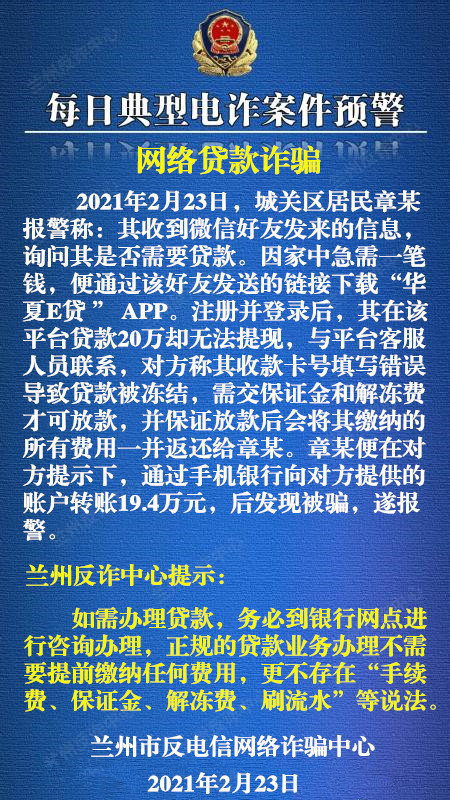 每日典型电诈案件预警
网络贷款诈骗
2021年2月23日，城关区居民章某
报警称：其收到微信好友发来的信息，
询问其是否需要贷款。因家中急需一笔
钱，便通过该好友发送的链接下载“华
夏E贷 ” APP。注册并登录后，其在该
平台贷款20万却无法提现，与平台客服
人员联系，对方称其收款卡号填写错误
导致贷款被冻结，需交保证金和解冻费
才可放款，并保证放款后会将其缴纳的
所有费用一并返还给章某。章某便在对
方提示下，通过手机银行向对方提供的
账户转账19.4万元，后发现被骗，遂报
警。
兰州反诈中心提示：
如需办理贷款，务必到银行网点进
行咨询办理，正规的贷款业务办理不需
要提前缴纳任何费用，更不存在“手续
费、保证金、解冻费、刷流水”等说法。
兰州市反电信网络诈骗中心
2021年2月23日